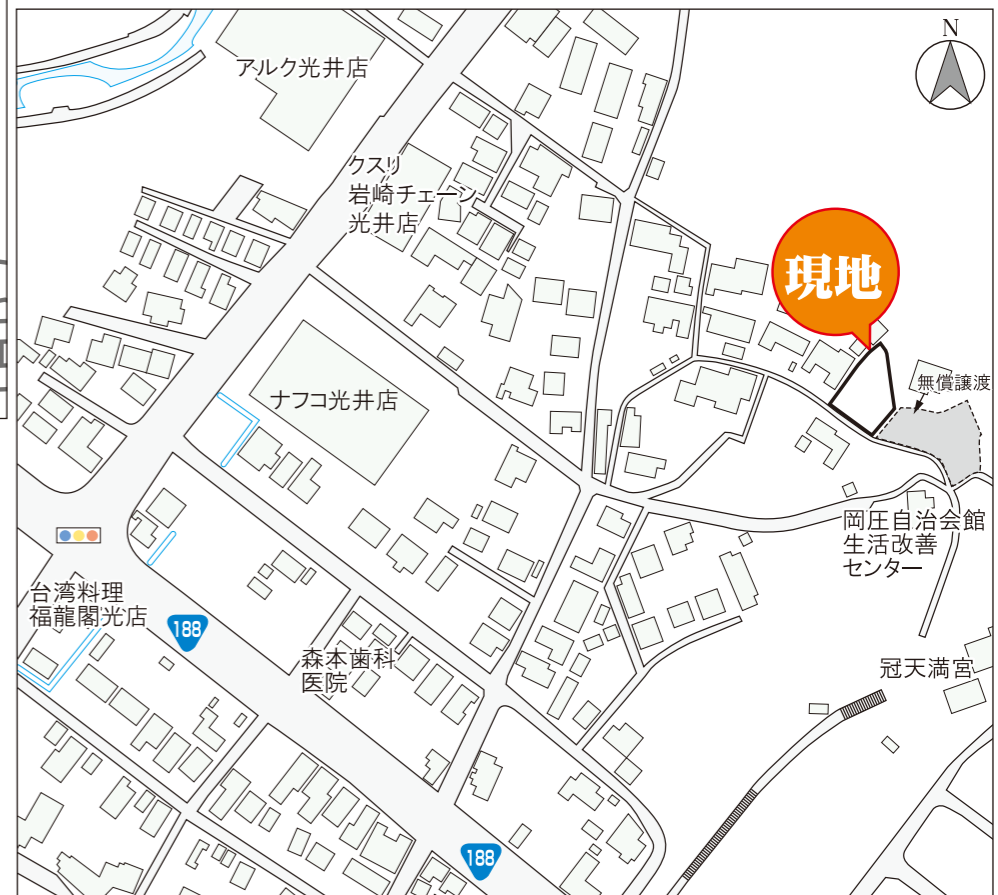 N
アルク光井店
クスリ
岩崎チェーン
光井店
現地
ナフコ光井店
無償譲渡
岡庄自治会館
生活改善
センター
台湾料理
福龍閣光店
188
森本歯科
医院
冠天満宮
188